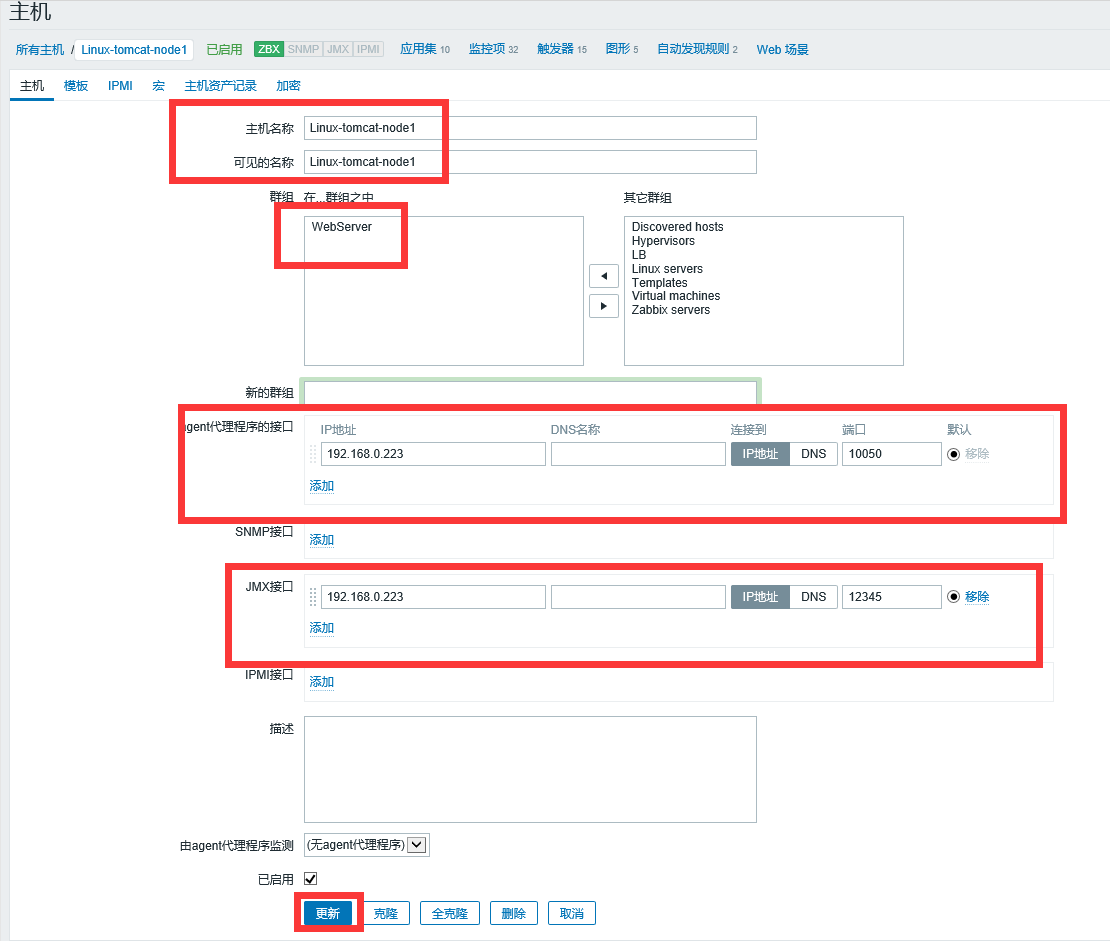 主机
所有主机 / Linux-tomcat-node1 已启用 ZBX SNMP JMX IPMI 应用集 10 监控项 32 触发器 15 图形 5 自动发现规则 2 Web 场景
主机 模板 IPMI 宏 主机资产记录 加密
主机名称 Linux-tomcat-node1
可见的名称 Linux-tomcat-node1
群组 在...群组之中 其它群组
WebServer
Discovered hosts
Hypervisors
LB
Linux servers
Templates
Virtual machines
Zabbix servers
新的群组
agent代理程序的接口 IP地址 DNS名称 连接到 端口 默认
192.168.0.223 IP地址 DNS 10050 移除
添加
SNMP接口 添加
JMX接口 192.168.0.223 IP地址 DNS 12345 移除
添加
IPMI接口 添加
描述
由agent代理程序监测 (无agent代理程序)
已启用
更新 克隆 全克隆 删除 取消